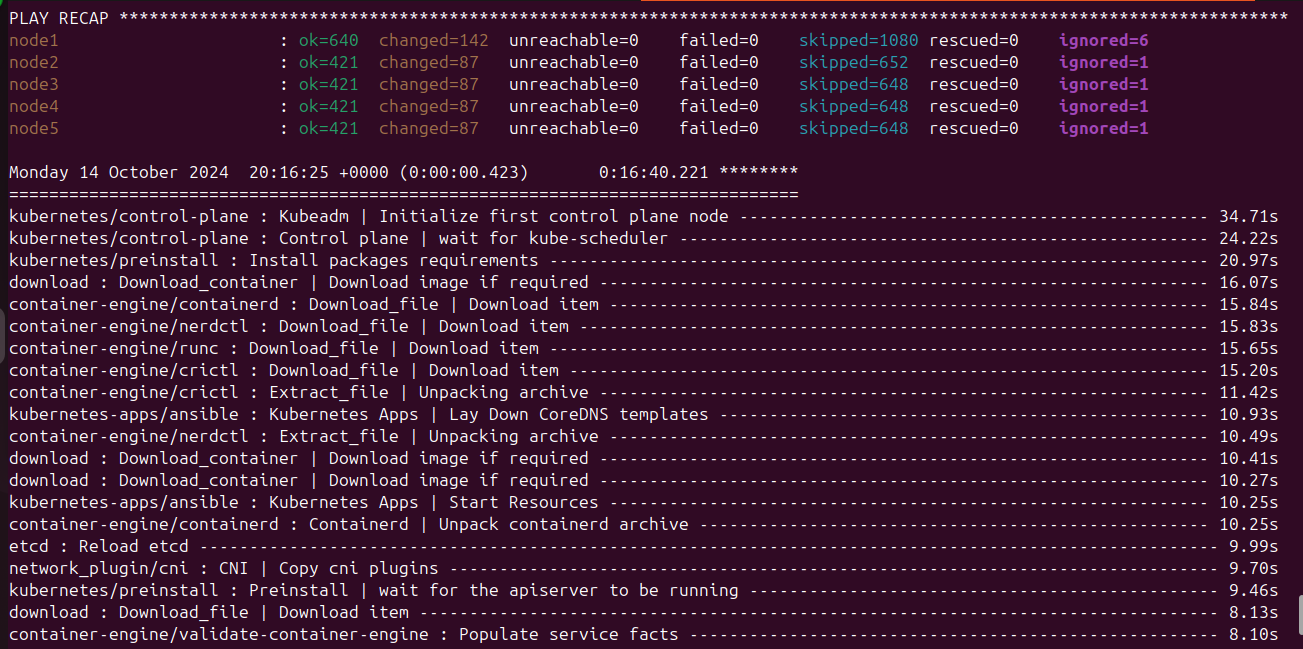 PLAY RECAP *********************************************************************************************************************
node1                      : ok=640  changed=142  unreachable=0    failed=0    skipped=1080 rescued=0    ignored=6
node2                      : ok=421  changed=87   unreachable=0    failed=0    skipped=652  rescued=0    ignored=1
node3                      : ok=421  changed=87   unreachable=0    failed=0    skipped=648  rescued=0    ignored=1
node4                      : ok=421  changed=87   unreachable=0    failed=0    skipped=648  rescued=0    ignored=1
node5                      : ok=421  changed=87   unreachable=0    failed=0    skipped=648  rescued=0    ignored=1
Monday 14 October 2024  20:16:25 +0000 (0:00:00.423)       0:16:40.221 ********
===============================================================================
kubernetes/control-plane : Kubeadm | Initialize first control plane node ----------------------------------------------- 34.71s
kubernetes/control-plane : Control plane | wait for kube-scheduler ----------------------------------------------------- 24.22s
kubernetes/preinstall : Install packages requirements ------------------------------------------------------------------ 20.97s
download : Download_container | Download image if required ------------------------------------------------------------- 16.07s
container-engine/containerd : Download_file | Download item ------------------------------------------------------------ 15.84s
container-engine/nerdctl : Download_file | Download item --------------------------------------------------------------- 15.83s
container-engine/runc : Download_file | Download item ------------------------------------------------------------------ 15.65s
container-engine/crictl : Download_file | Download item ---------------------------------------------------------------- 15.20s
container-engine/crictl : Extract_file | Unpacking archive ------------------------------------------------------------- 11.42s
kubernetes-apps/ansible : Kubernetes Apps | Lay Down CoreDNS templates ------------------------------------------------- 10.93s
container-engine/nerdctl : Extract_file | Unpacking archive ------------------------------------------------------------ 10.49s
download : Download_container | Download image if required ------------------------------------------------------------- 10.41s
download : Download_container | Download image if required ------------------------------------------------------------- 10.27s
kubernetes-apps/ansible : Kubernetes Apps | Start Resources ------------------------------------------------------------ 10.25s
container-engine/containerd : Containerd | Unpack containerd archive --------------------------------------------------- 10.25s
etcd : Reload etcd ------------------------------------------------------------------------------------------------------ 9.99s
network_plugin/cni : CNI | Copy cni plugins ----------------------------------------------------------------------------- 9.70s
kubernetes/preinstall : Preinstall | wait for the apiserver to be running ----------------------------------------------- 9.46s
download : Download_file | Download item -------------------------------------------------------------------------------- 8.13s
container-engine/validate-container-engine : Populate service facts ----------------------------------------------------- 8.10s